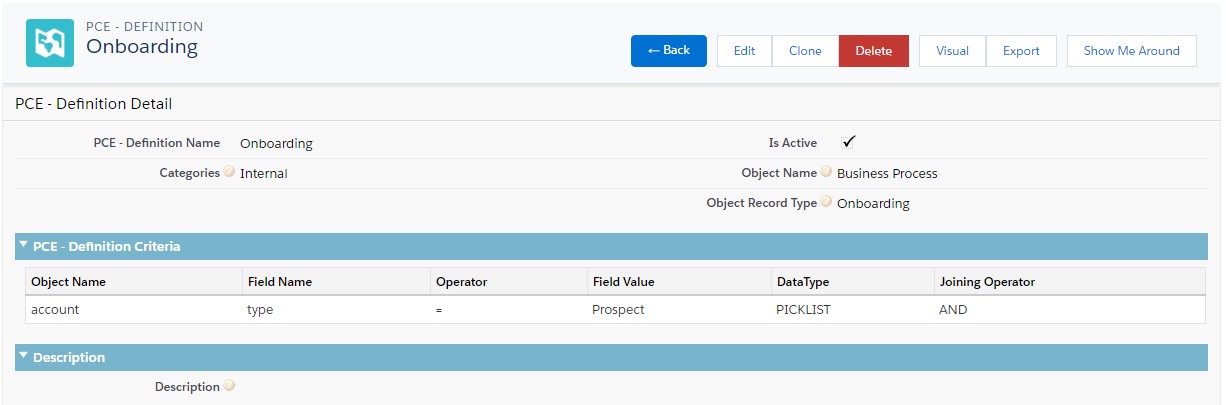 PCE - DEFINITION
Onboarding
← Back Edit Clone Delete Visual Export Show Me Around
PCE - Definition Detail
PCE - Definition Name Onboarding Is Active ✓
Categories ? Internal Object Name ? Business Process
Object Record Type ? Onboarding
PCE - Definition Criteria
Object Name Field Name Operator Field Value DataType Joining Operator
account type = Prospect PICKLIST AND
Description
Description ?